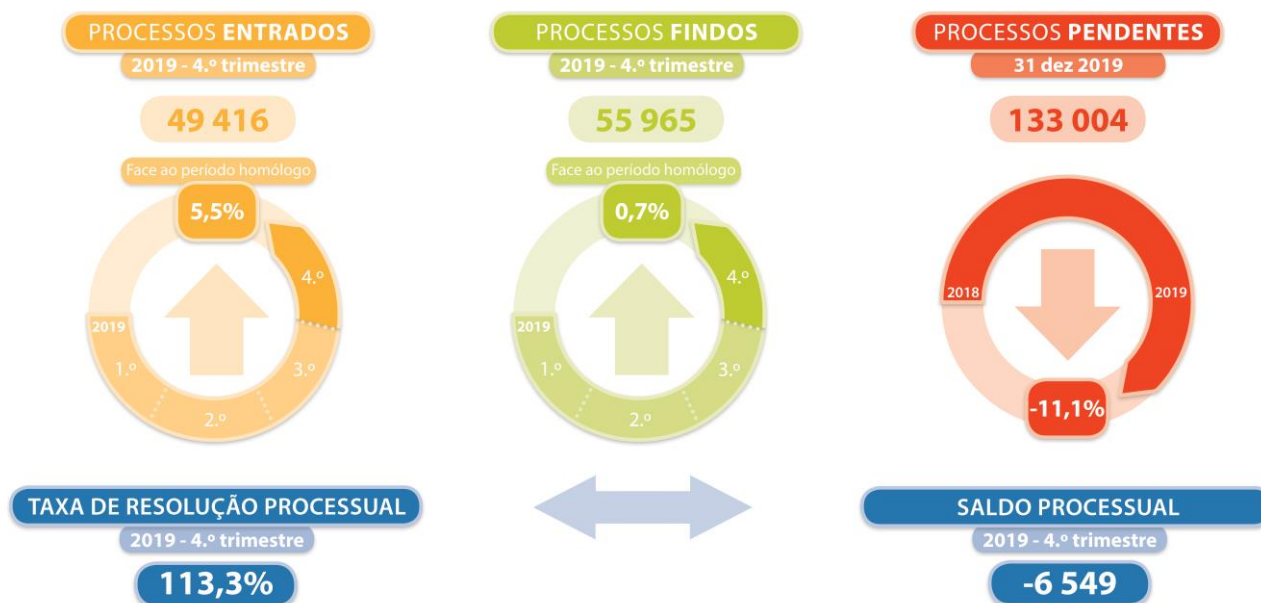 PROCESSOS ENTRADOS
2019 - 4.º trimestre
49 416
Face ao período homólogo
5,5%
4.º
2019
1.º
3.º
2.º
PROCESSOS FINDOS
2019 - 4.º trimestre
55 965
Face ao período homólogo
0,7%
4.º
2019
1.º
3.º
2.º
PROCESSOS PENDENTES
31 dez 2019
133 004
2018
2019
-11,1%
TAXA DE RESOLUÇÃO PROCESSUAL
2019 - 4.º trimestre
113,3%
SALDO PROCESSUAL
2019 - 4.º trimestre
-6 549